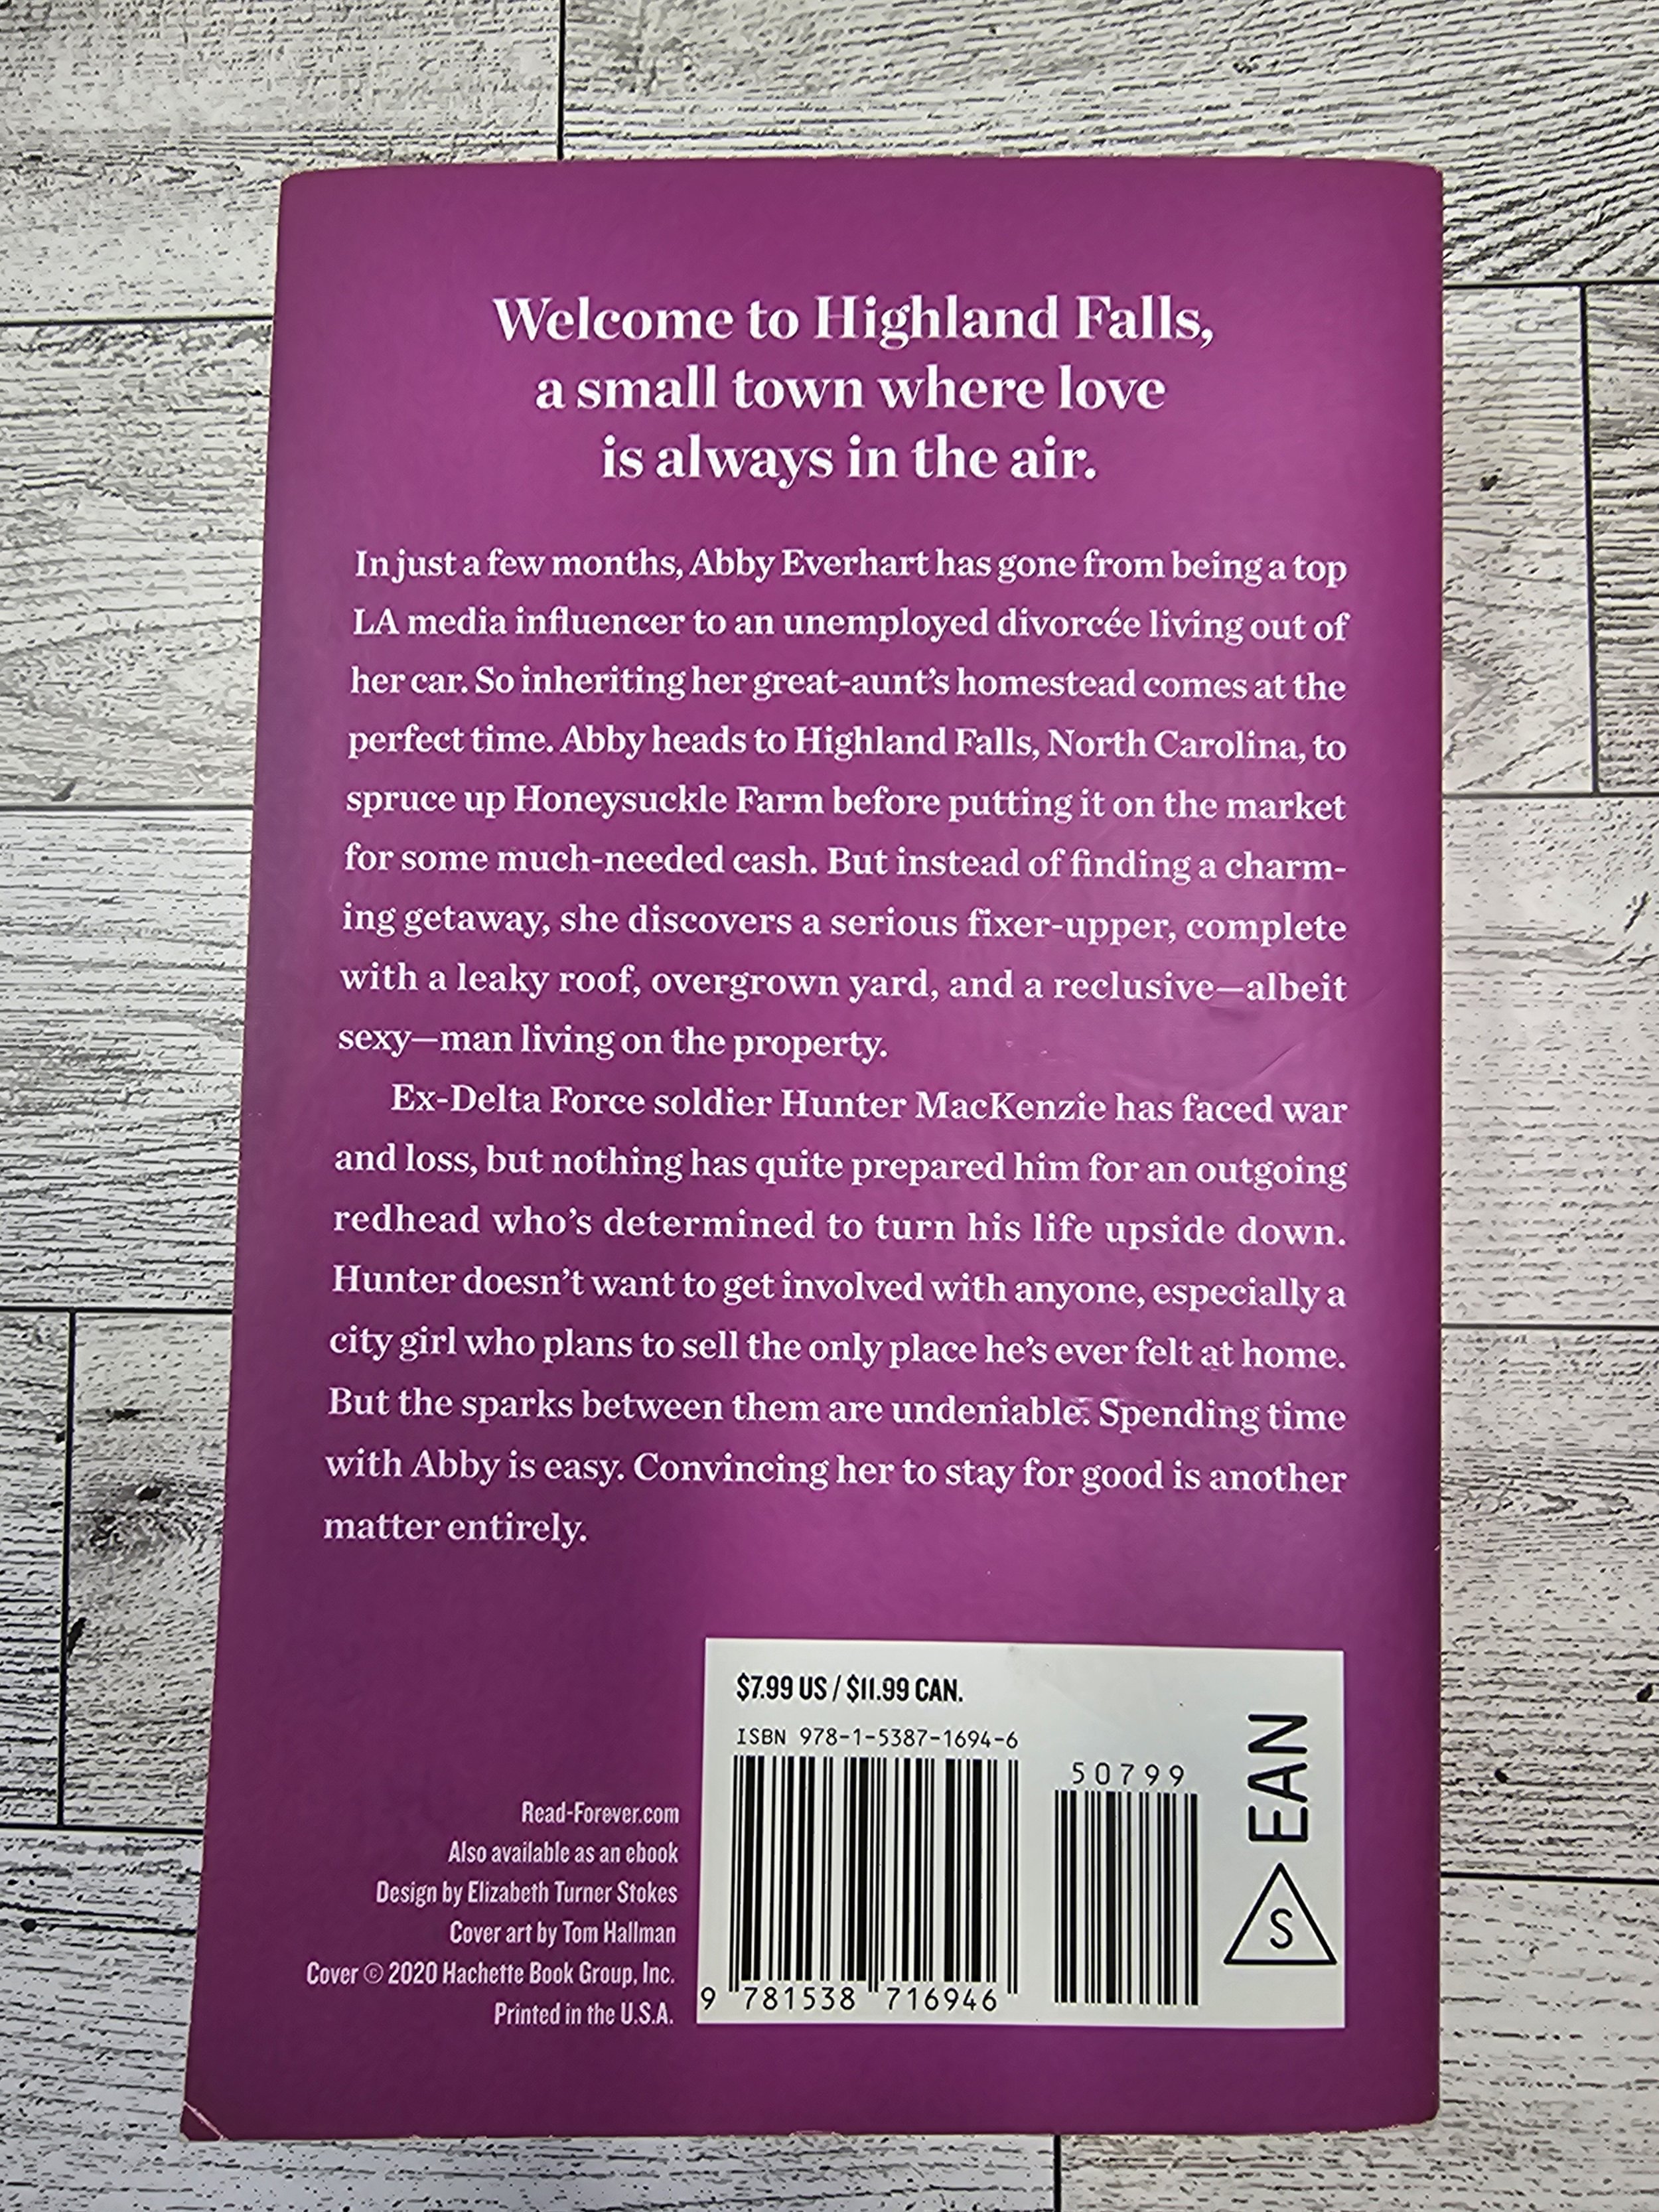 Welcome to Highland Falls,
a small town where love
is always in the air.
In just a few months, Abby Everhart has gone from being a top
LA media influencer to an unemployed divorcée living out of
her car. So inheriting her great-aunt's homestead comes at the
perfect time. Abby heads to Highland Falls, North Carolina, to
spruce up Honeysuckle Farm before putting it on the market
for some much-needed cash. But instead of finding a charm-
ing getaway, she discovers a serious fixer-upper, complete
with a leaky roof, overgrown yard, and a reclusive—albeit
sexy—man living on the property.
Ex-Delta Force soldier Hunter MacKenzie has faced war
and loss, but nothing has quite prepared him for an outgoing
redhead who's determined to turn his life upside down.
Hunter doesn't want to get involved with anyone, especially a
city girl who plans to sell the only place he's ever felt at home.
But the sparks between them are undeniable. Spending time
with Abby is easy. Convincing her to stay for good is another
matter entirely.
Read-Forever.com
Also available as an ebook
Design by Elizabeth Turner Stokes
Cover art by Tom Hallman
Cover © 2020 Hachette Book Group, Inc.
Printed in the U.S.A.
$7.99 US / $11.99 CAN.
ISBN 978-1-5387-1694-6
50799
9 781538 716946
EAN
S